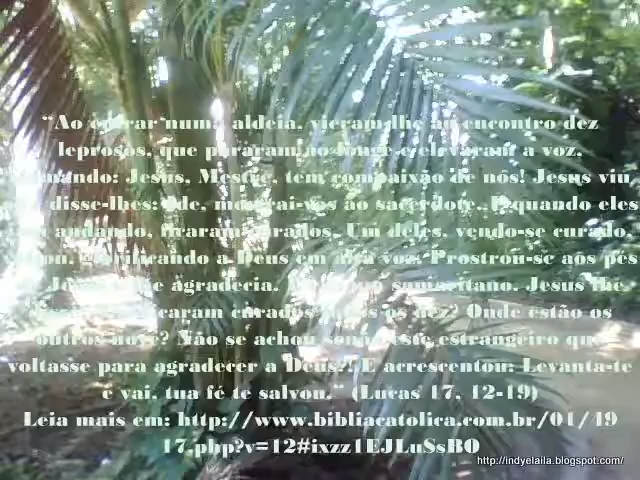 “Ao entrar numa aldeia, vieram-lhe ao encontro dez
leprosos, que pararam ao longe e elevaram a voz,
clamando: Jesus, Mestre, tem compaixão de nós! Jesus viu
disse-lhes: Ide, mostrai-vos ao sacerdote. E quando eles
andando, ficaram curados. Um deles, vendo-se curado,
glorificando a Deus em alta voz. Prostrou-se aos pés
Jesus e lhe agradecia. samaritano. Jesus lhe
ficaram curados todos os dez? Onde estão os
outros nove? Não se achou senão este estrangeiro que
voltasse para agradecer a Deus?! E acrescentou: Levanta-te
e vai, tua fé te salvou.” (Lucas 17, 12-19)
Leia mais em: http://www.bibliacatolica.com.br/01/49
17.php?v=12#ixzz1EJLuSsBO
http://indyelaila.blogspot.com/